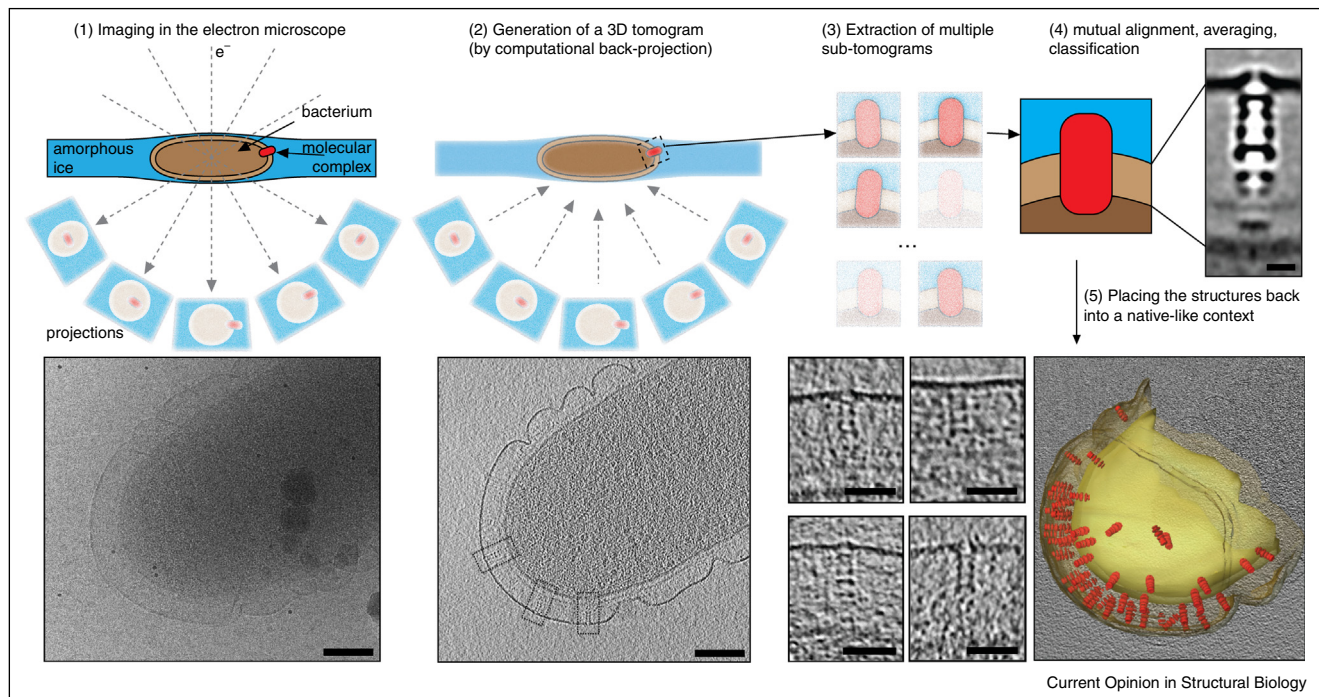 (1) Imaging in the electron microscope
e⁻
bacterium
amorphous
ice
molecular
complex
projections
(2) Generation of a 3D tomogram
(by computational back-projection)
(3) Extraction of multiple
sub-tomograms
...
(4) mutual alignment, averaging,
classification
(5) Placing the structures back
into a native-like context
Current Opinion in Structural Biology